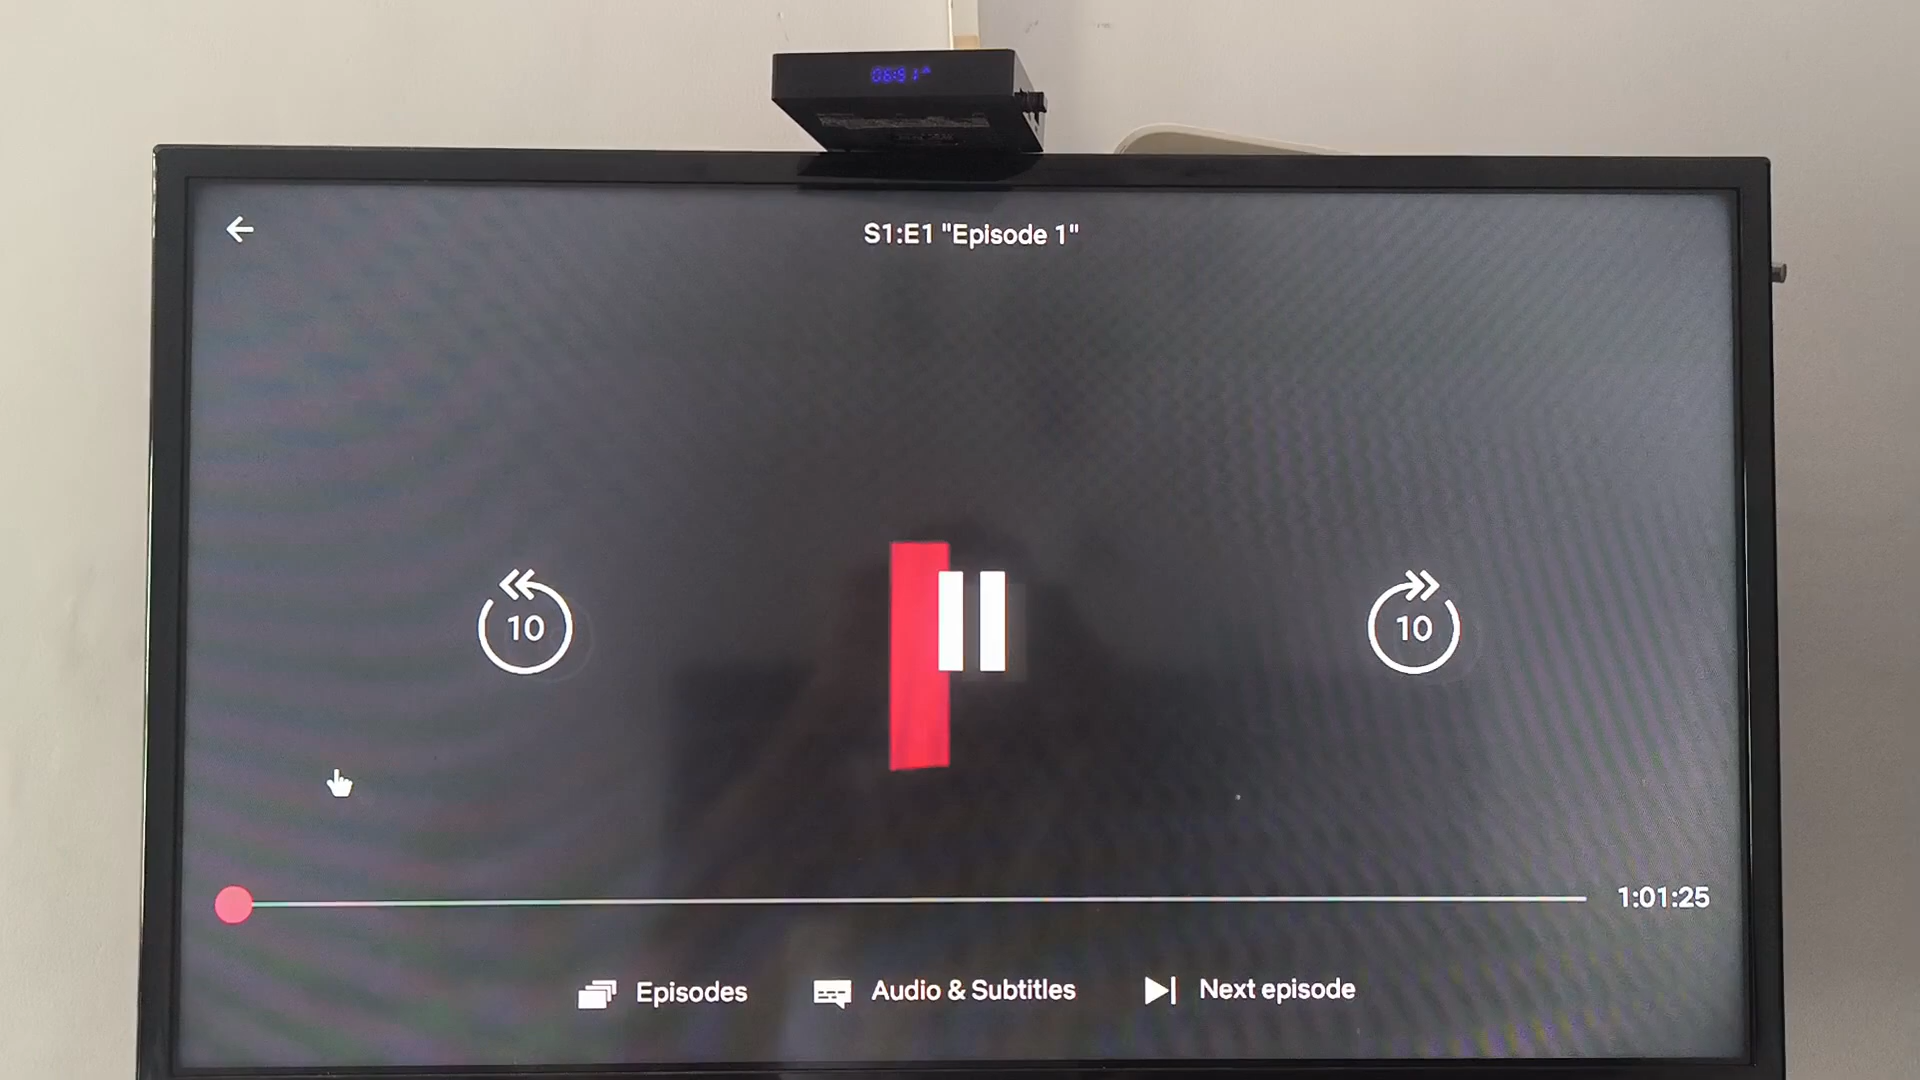 S1:E1 "Episode 1"
10
10
1:01:25
Episodes
Audio & Subtitles
Next episode